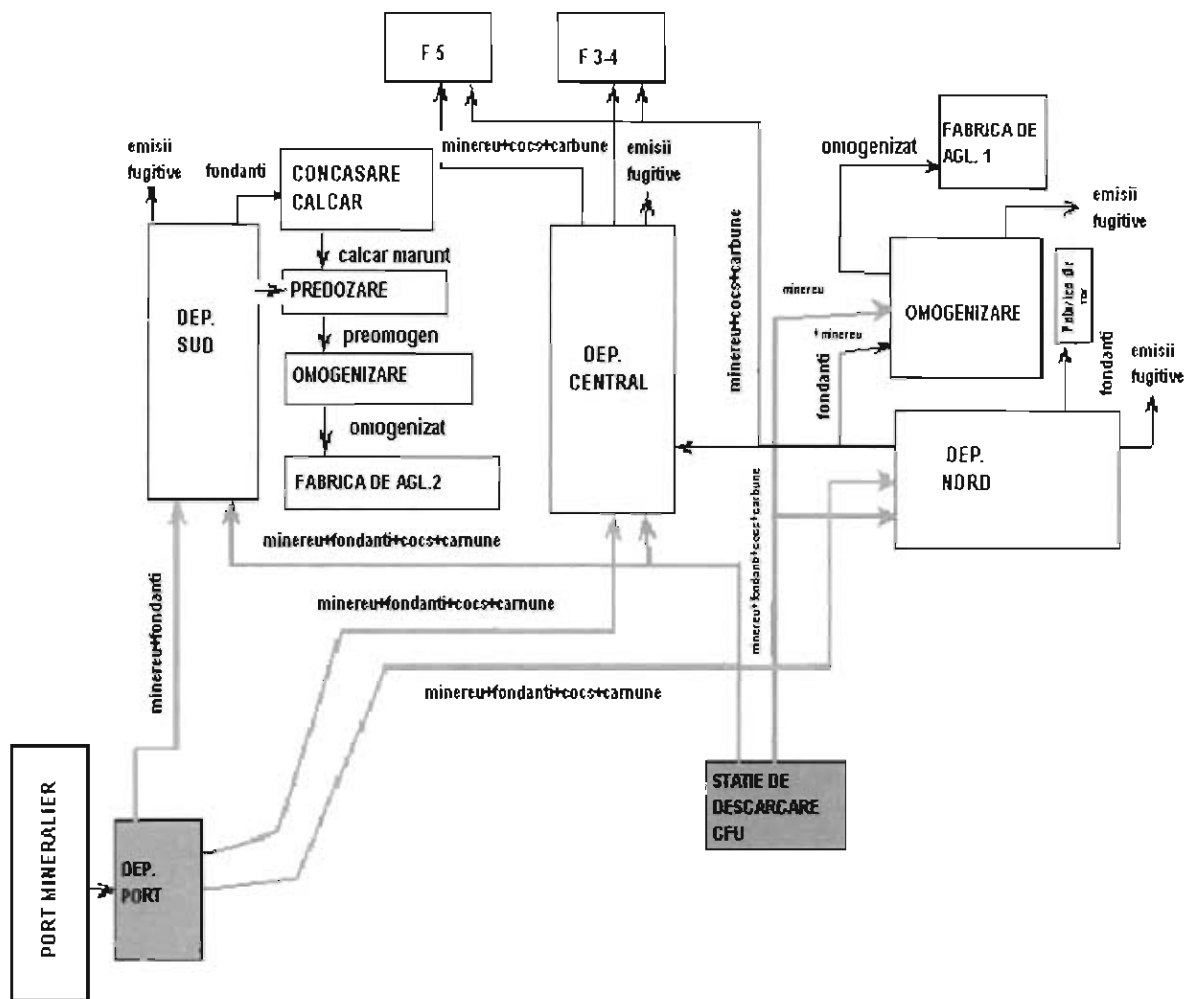 F 5
F 3-4
emisii
fugitive
fondanti
CONCASARE
CALCAR
minereu+cocs+carbune
emisii
fugitive
omogenizat
FABRICA DE
AGL. 1
emisii
fugitive
calcar marunt
PREDOZARE
preomogen
OMOGENIZARE
omogenizat
FABRICA DE AGL.2
DEP.
SUD
DEP.
CENTRAL
minereu+cocs+carbune
minereu
+ minereu
fondanti
OMOGENIZARE
Fabrica de
fondanti
emisii
fugitive
DEP.
NORD
minereu+fondanti+cocs+carnune
minereu+fondanti+cocs+carbune
minereu+fondanti
minereu+fondanti+cocs+carnune
minereu+fondanti+cocs+carnune
STATIE DE
DESCARCARE
CFU
PORT MINERALIER
DEP.
PORT